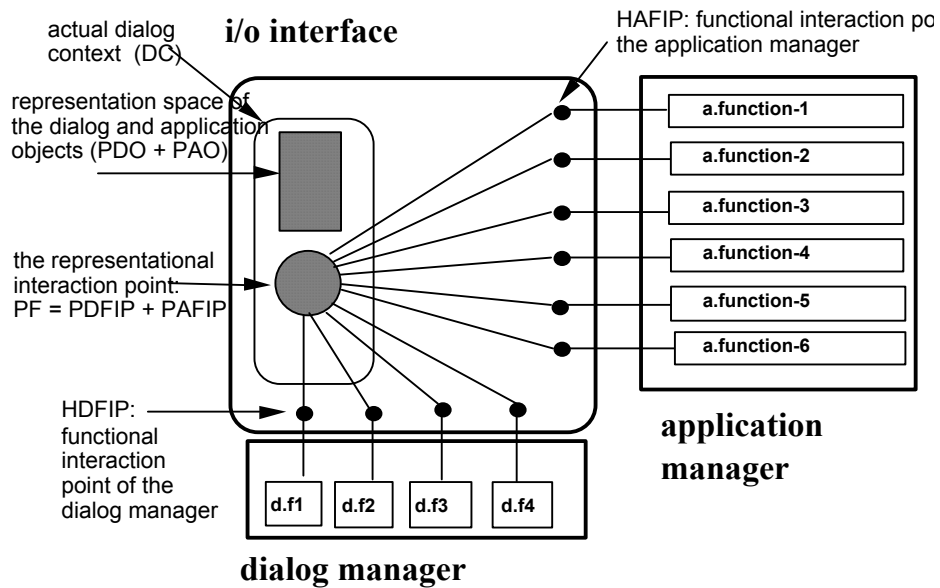 actual dialog
context (DC)
i/o interface
HAFIP: functional interaction po
the application manager
representation space of
the dialog and application
objects (PDO + PAO)
the representational
interaction point:
PF = PDFIP + PAFIP
HDFIP:
functional
interaction
point of the
dialog manager
a.function-1
a.function-2
a.function-3
a.function-4
a.function-5
a.function-6
application
manager
d.f1
d.f2
d.f3
d.f4
dialog manager